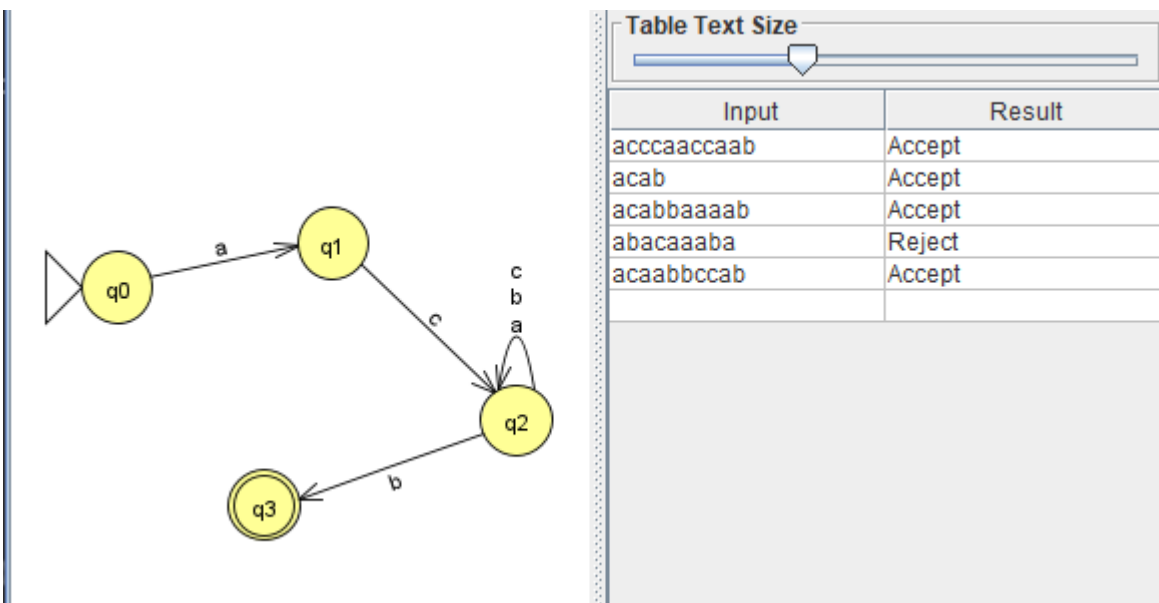 Table Text Size
Input Result
acccaaccaab Accept
acab Accept
acabbaaaab Accept
abacaaaba Reject
acaabbccab Accept
a
q1
q0
c
c
b
a
q2
b
q3